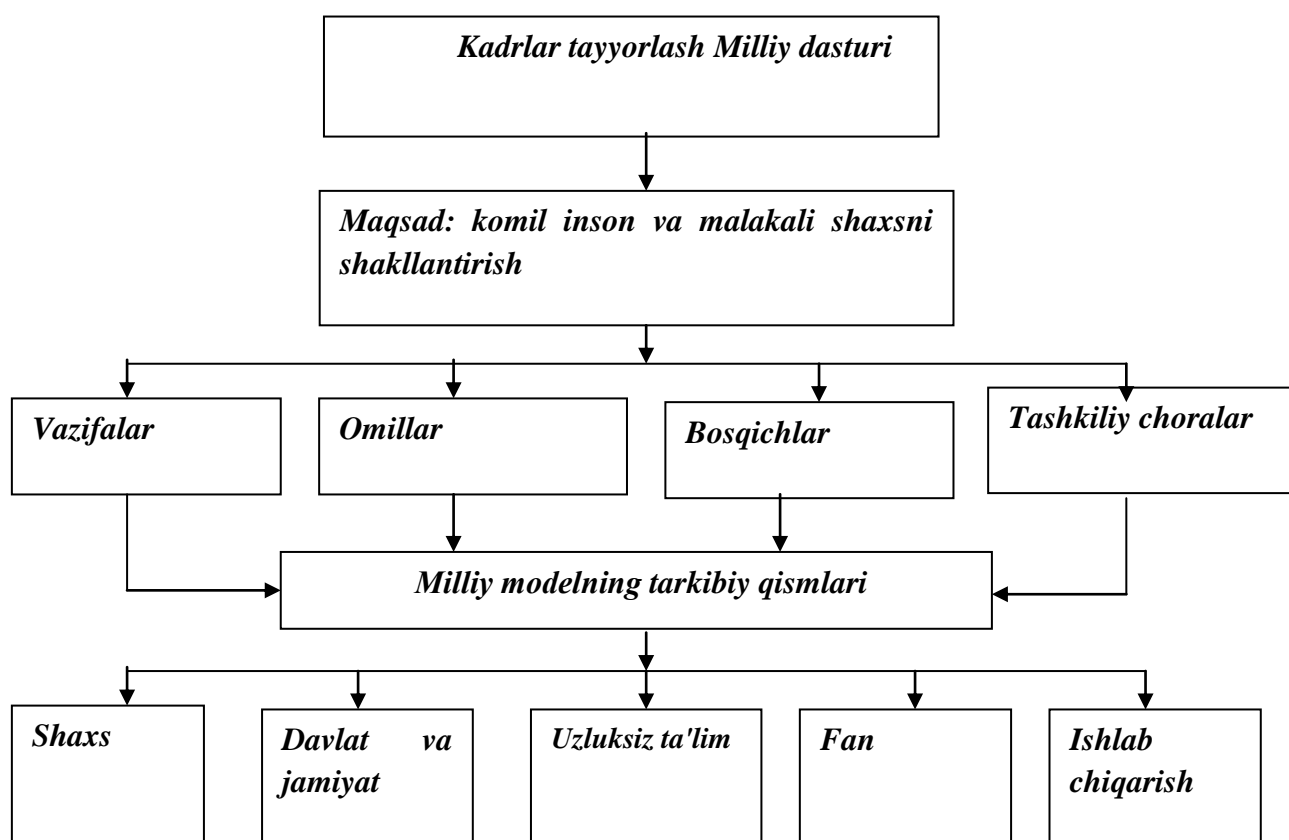 Kadrlar tayyorlash Milliy dasturi
Maqsad: komil inson va malakali shaxsni
shakllantirish
Vazifalar
Omillar
Bosqichlar
Tashkiliy choralar
Milliy modelning tarkibiy qismlari
Shaxs
Davlat va
jamiyat
Uzluksiz ta'lim
Fan
Ishlab
chiqarish